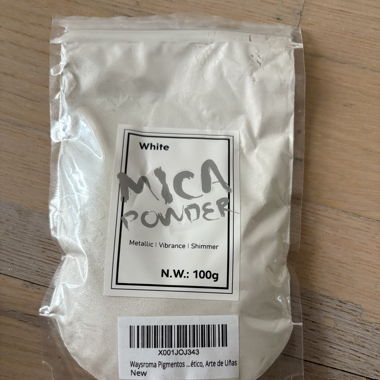 White
MICA
POWDER
Metallic | Vibrance | Shimmer
N.W.: 100g
X001JOJ343
Waysroma Pigmentos ...ético, Arte de Uñas
New